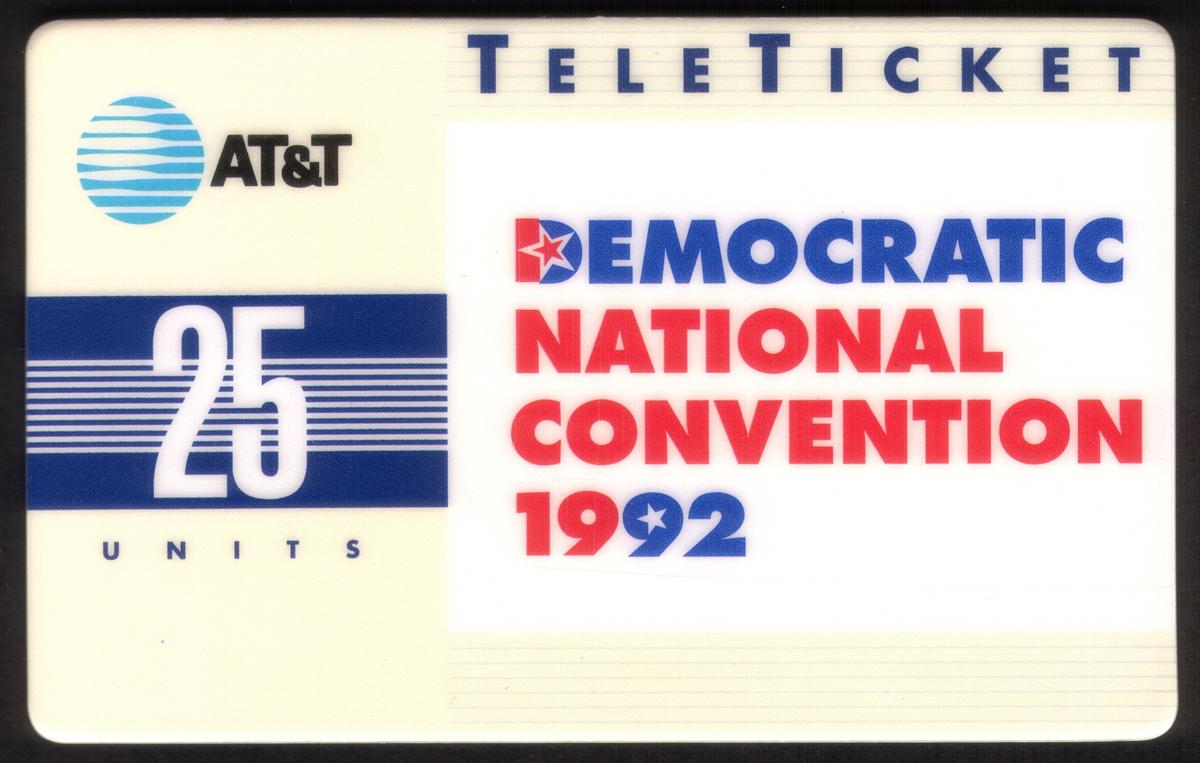 TELETICKET
AT&T
25
UNITS
DEMOCRATIC
NATIONAL
CONVENTION
1992